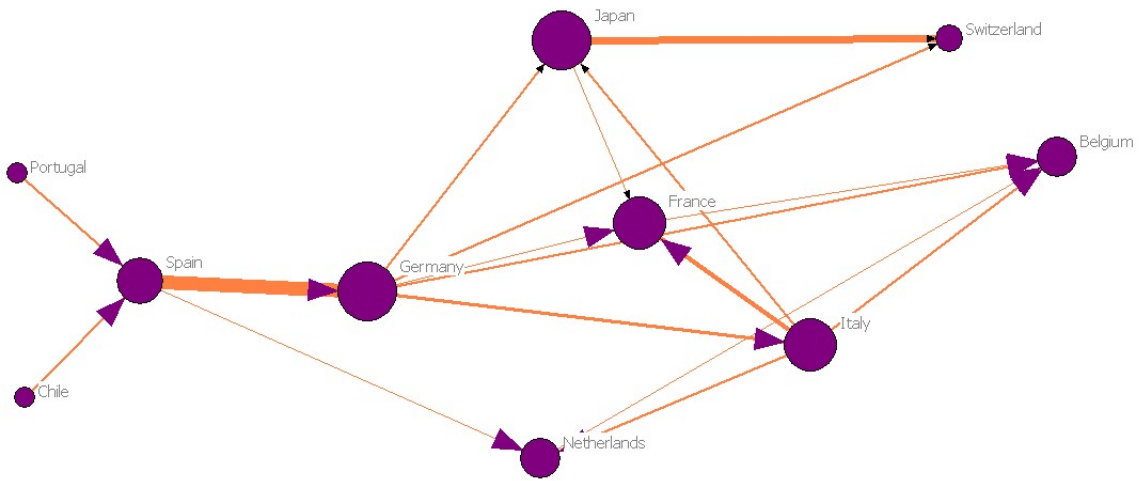 Japan
Switzerland
Belgium
Portugal
France
Spain
Germany
Italy
Chile
Netherlands